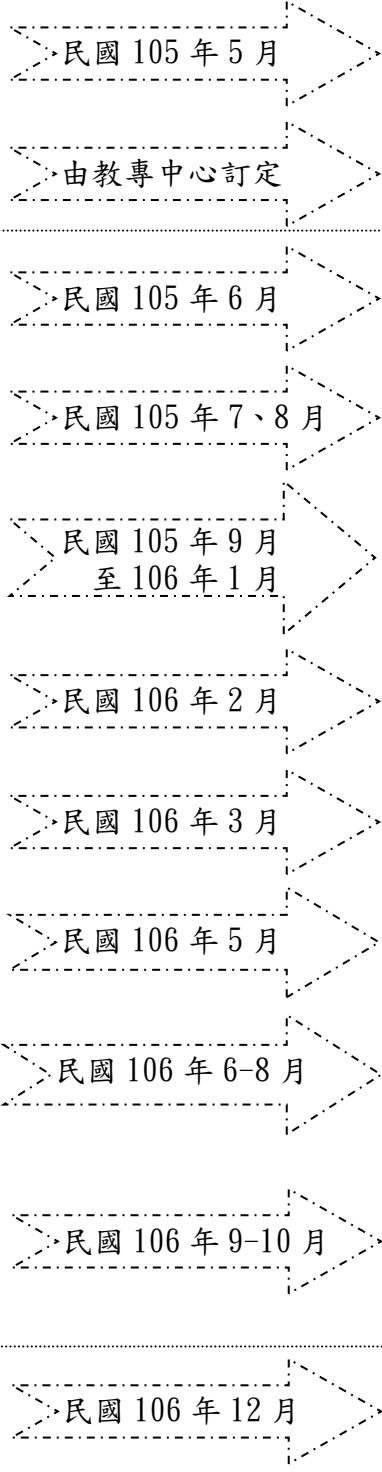 民國 105 年 5 月
由教專中心訂定
民國 105 年 6 月
民國 105 年 7、8 月
民國 105 年 9 月
至 106 年 1 月
民國 106 年 2 月
民國 106 年 3 月
民國 106 年 5 月
民國 106 年 6-8 月
民國 106 年 9-10 月
民國 106 年 12 月